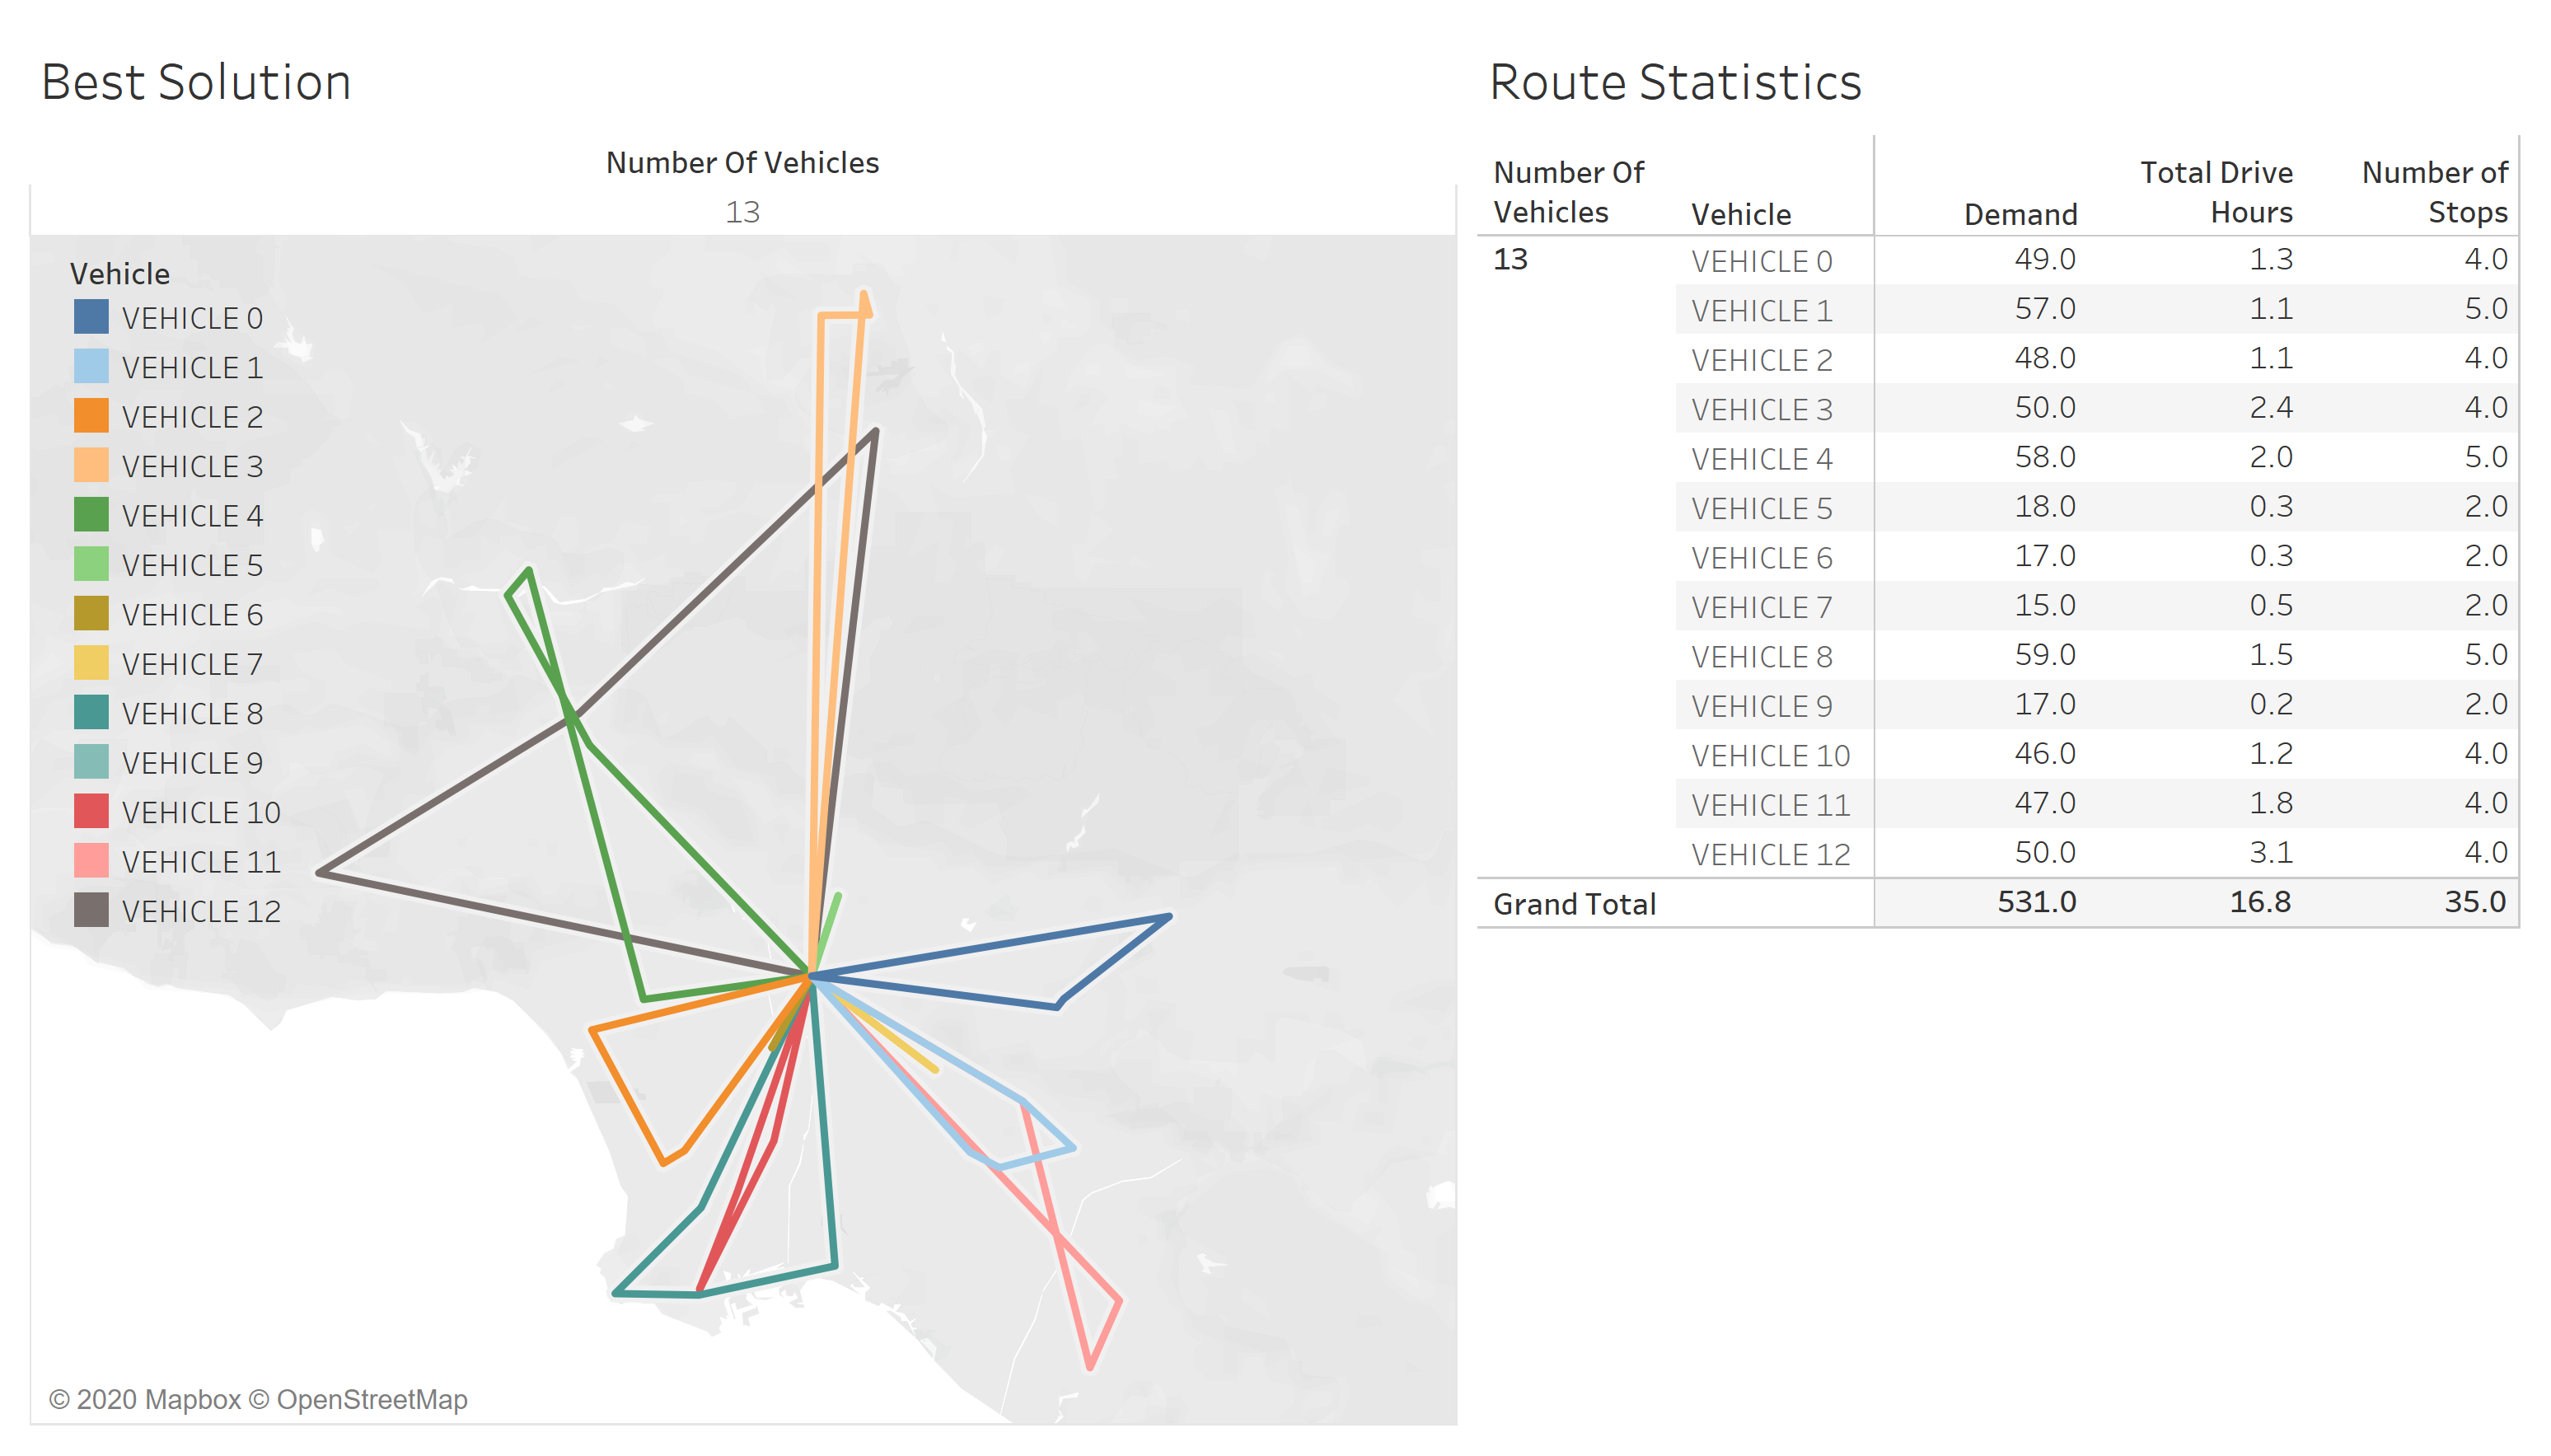 Best Solution
Number Of Vehicles
13
Vehicle
VEHICLE 0
VEHICLE 1
VEHICLE 2
VEHICLE 3
VEHICLE 4
VEHICLE 5
VEHICLE 6
VEHICLE 7
VEHICLE 8
VEHICLE 9
VEHICLE 10
VEHICLE 11
VEHICLE 12
© 2020 Mapbox © OpenStreetMap
Route Statistics
Number Of Total Drive Number of
Vehicles Vehicle Demand Hours Stops
13 VEHICLE 0 49.0 1.3 4.0
VEHICLE 1 57.0 1.1 5.0
VEHICLE 2 48.0 1.1 4.0
VEHICLE 3 50.0 2.4 4.0
VEHICLE 4 58.0 2.0 5.0
VEHICLE 5 18.0 0.3 2.0
VEHICLE 6 17.0 0.3 2.0
VEHICLE 7 15.0 0.5 2.0
VEHICLE 8 59.0 1.5 5.0
VEHICLE 9 17.0 0.2 2.0
VEHICLE 10 46.0 1.2 4.0
VEHICLE 11 47.0 1.8 4.0
VEHICLE 12 50.0 3.1 4.0
Grand Total 531.0 16.8 35.0